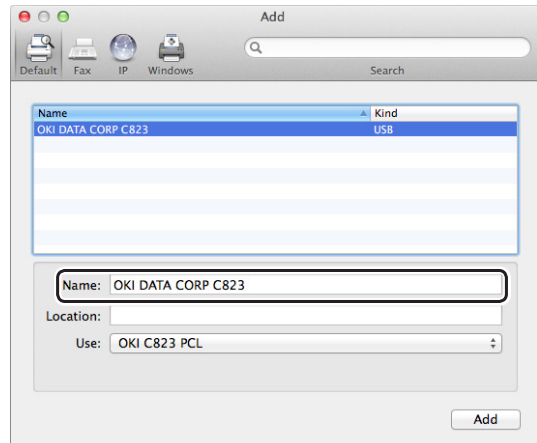 Add
Default Fax IP Windows Search
Name Kind
OKI DATA CORP C823 USB
Name: OKI DATA CORP C823
Location:
Use: OKI C823 PCL
Add